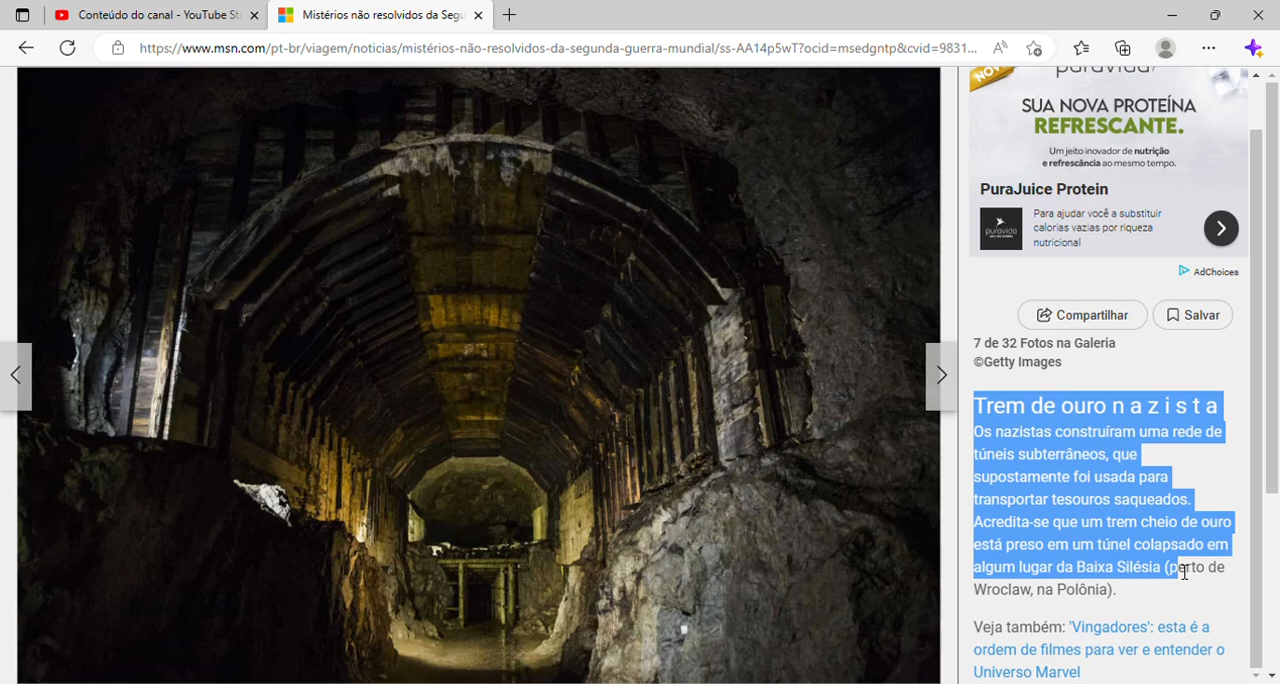 Conteúdo do canal - YouTube St
Mistérios não resolvidos da Segu
https://www.msn.com/pt-br/viagem/noticias/mistérios-não-resolvidos-da-segunda-guerra-mundial/ss-AA14p5wT?ocid=msedgntp&cvid=9831...
NOVO
puravida
SUA NOVA PROTEÍNA
REFRESCANTE.
Um jeito inovador de nutrição
e refrescância ao mesmo tempo.
PuraJuice Protein
puravida
Para ajudar você a substituir
calorias vazias por riqueza
nutricional
AdChoices
Compartilhar
Salvar
7 de 32 Fotos na Galeria
©Getty Images
Trem de ouro n a z i s t a
Os nazistas construíram uma rede de
túneis subterrâneos, que
supostamente foi usada para
transportar tesouros saqueados.
Acredita-se que um trem cheio de ouro
está preso em um túnel colapsado em
algum lugar da Baixa Silésia (perto de
Wroclaw, na Polônia).
Veja também: 'Vingadores': esta é a
ordem de filmes para ver e entender o
Universo Marvel